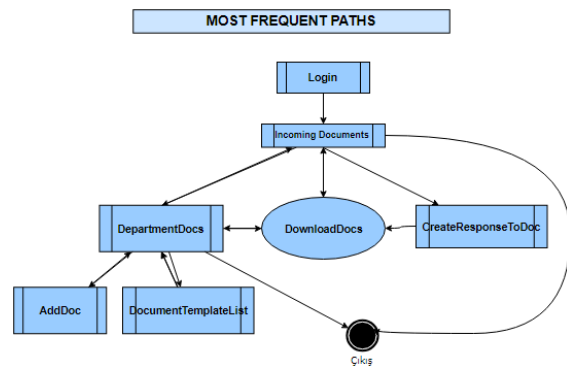 MOST FREQUENT PATHS
Login
Incoming Documents
DepartmentDocs
DownloadDocs
CreateResponseToDoc
AddDoc
DocumentTemplateList
Çıkış